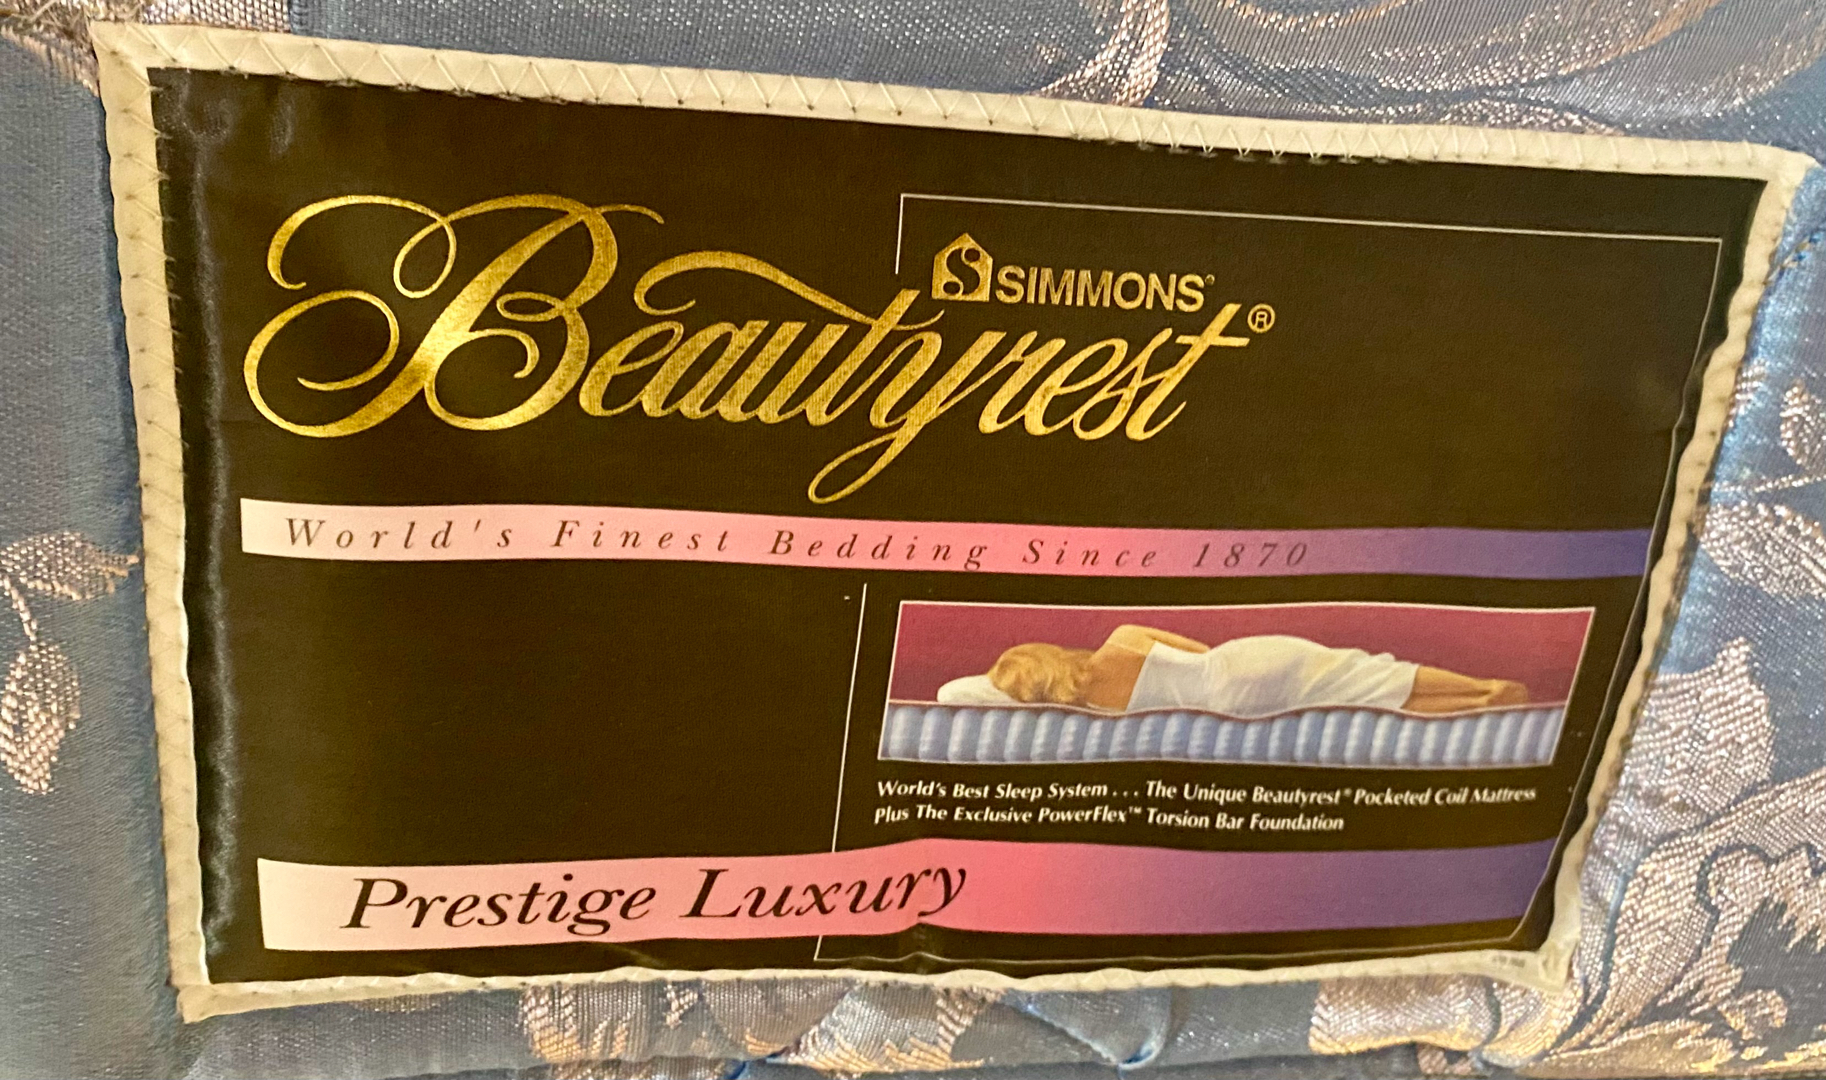 SIMMONS®
Beautyrest®
World's Finest Bedding Since 1870
World's Best Sleep System . . . The Unique Beautyrest® Pocketed Coil Mattress
plus The Exclusive PowerFlex™ Torsion Bar Foundation
Prestige Luxury